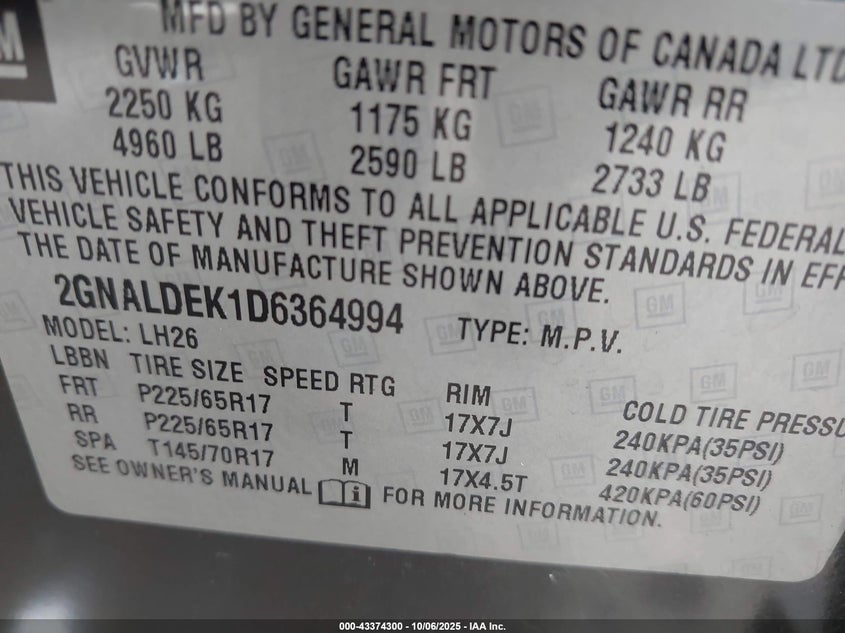 GM
MFD BY GENERAL MOTORS OF CANADA LTD
GVWR GAWR FRT GAWR RR
2250 KG 1175 KG 1240 KG
4960 LB 2590 LB 2733 LB
THIS VEHICLE CONFORMS TO ALL APPLICABLE U.S. FEDERAL
VEHICLE SAFETY AND THEFT PREVENTION STANDARDS IN EFF
THE DATE OF MANUFACTURE SHOWN ABOVE.
2GNALDEK1D6364994 TYPE: M.P.V.
MODEL: LH26
LBBN TIRE SIZE SPEED RTG RIM COLD TIRE PRESSU
FRT P225/65R17 T 17X7J 240KPA(35PSI)
RR P225/65R17 T 17X7J 240KPA(35PSI)
SPA T145/70R17 M 17X4.5T 420KPA(60PSI)
SEE OWNER'S MANUAL FOR MORE INFORMATION.
000-43374300 - 10/06/2025 - IAA Inc.